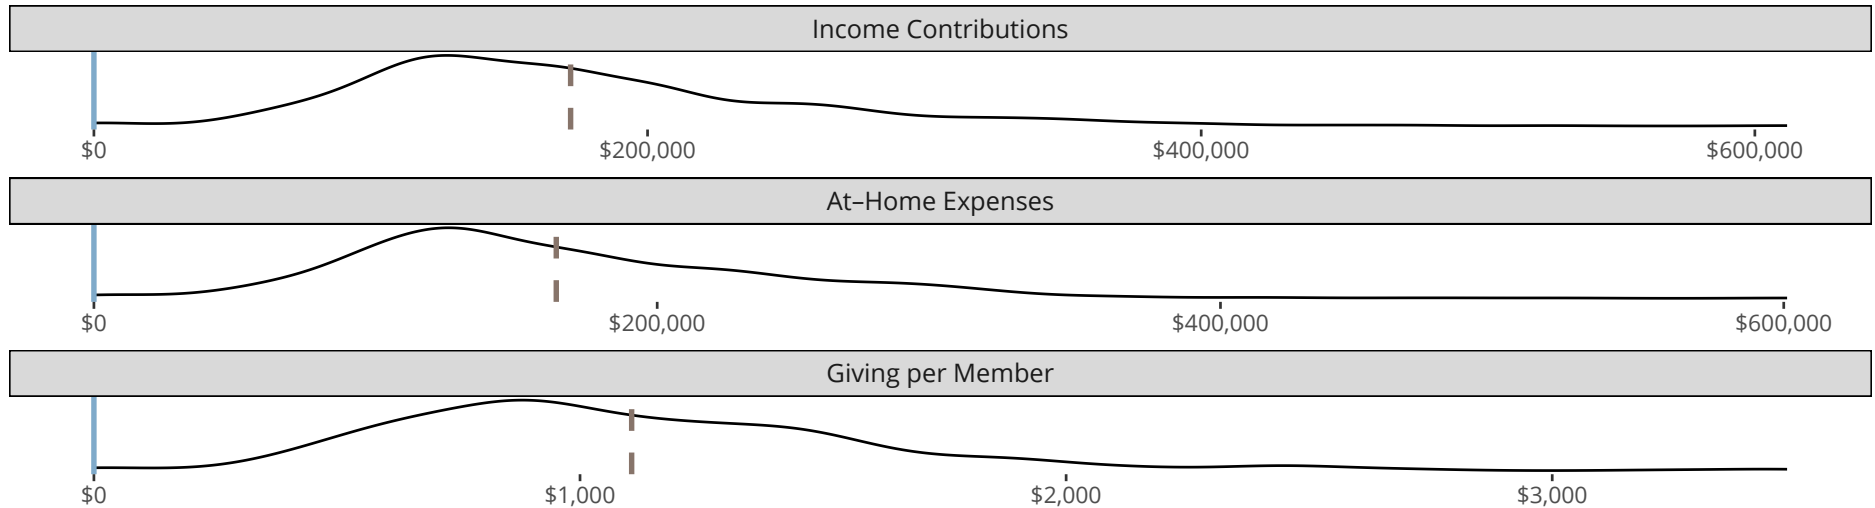 Income Contributions
$0 $200,000 $400,000 $600,000
At–Home Expenses
$0 $200,000 $400,000 $600,000
Giving per Member
$0 $1,000 $2,000 $3,000